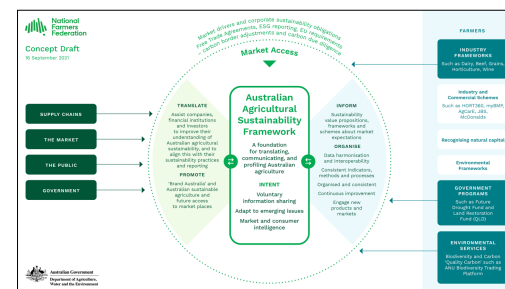 National
Farmers
Federation
Concept Draft
16 September 2021
Market drivers and corporate sustainability obligations
Free Trade Agreements, ESG reporting, EU requirements
– carbon border adjustments and carbon due diligence
Market Access
SUPPLY CHAINS
THE MARKET
THE PUBLIC
GOVERNMENT
TRANSLATE
Assist companies,
financial institutions
and investors
to improve their
understanding of
Australian agricultural
sustainability, and to
align this with their
sustainability practices
and reporting
PROMOTE
'Brand Australia' and
Australian sustainable
agriculture and
future access
to market places
Australian
Agricultural
Sustainability
Framework
A foundation
for translating,
communicating, and
profiling Australian
agriculture
INTENT
Voluntary
information sharing
Adapt to emerging issues
Market and consumer
intelligence
INFORM
Sustainability
value propositions,
frameworks and
schemes about market
expectations
ORGANISE
Data harmonisation
and interoperability
Consistent indicators,
methods and processes
Organised and consistent
Continuous improvement
Engage new
products and
markets
FARMERS
INDUSTRY
FRAMEWORKS
Such as Dairy, Beef, Grains,
Horticulture, Wine
Industry and
Commercial Schemes
Such as HORT360, myBMP,
AgCare, JBS,
McDonalds
Recognising natural capital
Environmental
Frameworks
GOVERNMENT
PROGRAMS
Such as Future
Drought Fund and
Land Restoration
Fund (QLD)
ENVIRONMENTAL
SERVICES
Biodiversity and Carbon
'Quality Carbon' such as
ANU Biodiversity Trading
Platform
Australian Government
Department of Agriculture,
Water and the Environment